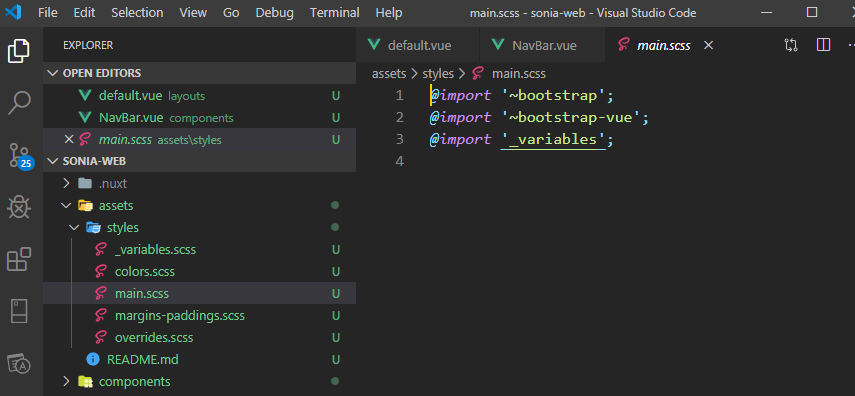 File Edit Selection View Go Debug Terminal Help main.scss - sonia-web - Visual Studio Code
EXPLORER
OPEN EDITORS
default.vue layouts U
NavBar.vue components U
main.scss assets\styles U
SONIA-WEB
.nuxt
assets
styles
_variables.scss U
colors.scss U
main.scss U
margins-paddings.scss U
overrides.scss U
README.md U
components
25
default.vue NavBar.vue main.scss
assets > styles > main.scss
1 @import '~bootstrap';
2 @import '~bootstrap-vue';
3 @import '_variables';
4